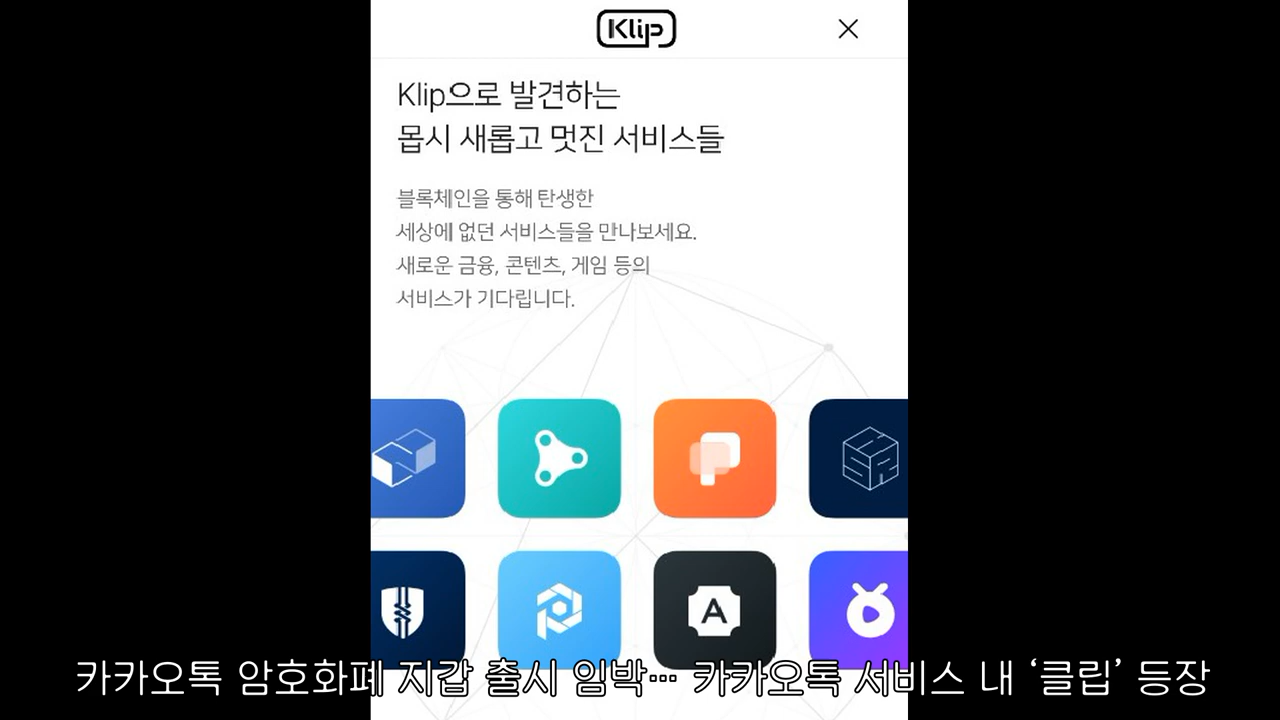 Klip
Klip으로 발견하는
몹시 새롭고 멋진 서비스들
블록체인을 통해 탄생한
세상에 없던 서비스들을 만나보세요.
새로운 금융, 콘텐츠, 게임 등의
서비스가 기다립니다.
A
카카오톡 암호화폐 지갑 출시 임박… 카카오톡 서비스 내 ‘클립’ 등장